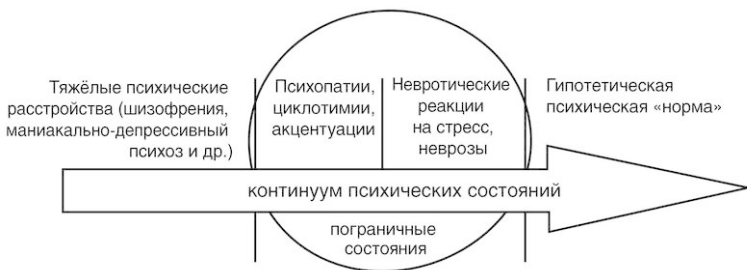 Тяжёлые психические
расстройства (шизофрения,
маниакально-депрессивный
психоз и др.)
Психопатии,
циклотимии,
акцентуации
Невротические
реакции
на стресс,
неврозы
Гипотетическая
психическая «норма»
континуум психических состояний
пограничные
состояния